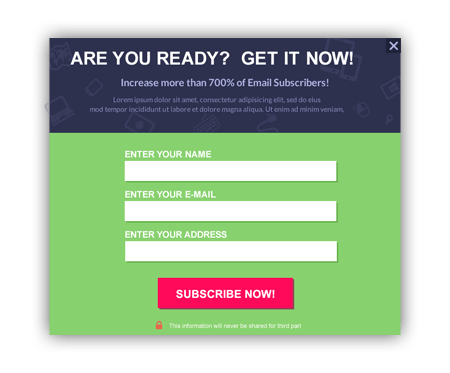 ARE YOU READY?  GET IT NOW!
Increase more than 700% of Email Subscribers!
Lorem ipsum dolor sit amet, consectetur adipisicing elit, sed do eius
mod tempor incididunt ut labore et dolore magna aliqua. Ut enim ad minim veniam,
ENTER YOUR NAME
ENTER YOUR E-MAIL
ENTER YOUR ADDRESS
SUBSCRIBE NOW!
This information will never be shared for third part